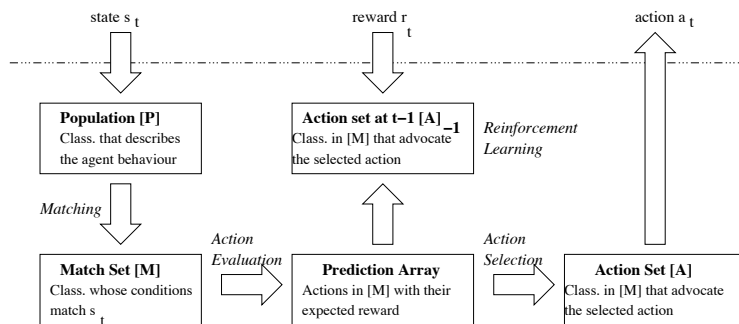 state s t
reward r t
action a t
Population [P]
Class. that describes
the agent behaviour
Action set at t−1 [A] −1
Class. in [M] that advocate
the selected action
Reinforcement
Learning
Matching
Action
Evaluation
Action
Selection
Match Set [M]
Class. whose conditions
match s t
Prediction Array
Actions in [M] with their
expected reward
Action Set [A]
Class. in [M] that advocate
the selected action